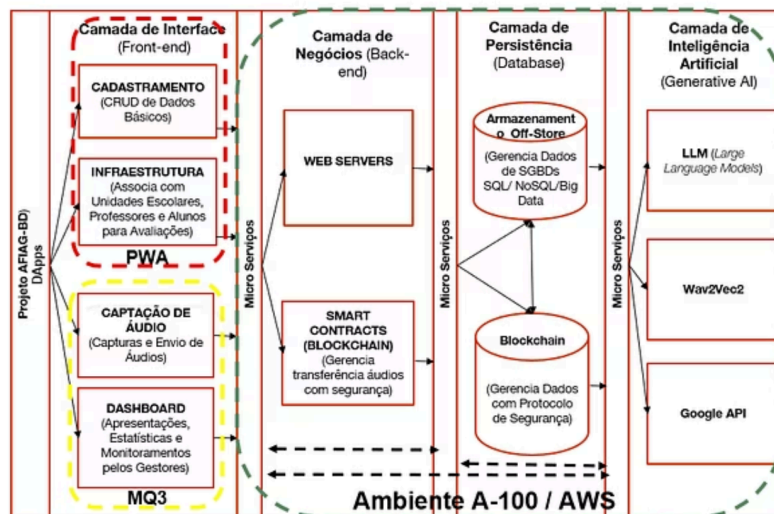 Projeto AFIAG-BD
DApps
Camada de Interface
(Front-end)
CADASTRAMENTO
(CRUD de Dados
Básicos)
INFRAESTRUTURA
(Associa com
Unidades Escolares,
Professores e Alunos
para Avaliações)
PWA
CAPTAÇÃO DE
ÁUDIO
(Capturas e Envio de
Áudios)
DASHBOARD
(Apresentações,
Estatísticas e
Monitoramentos
pelos Gestores)
MQ3
Micro Serviços
Camada de
Negócios (Back-
end)
WEB SERVERS
SMART
CONTRACTS
(BLOCKCHAIN)
(Gerencia
transferência áudios
com segurança)
Micro Serviços
Camada de
Persistência
(Database)
Armazenament
o Off-Store
(Gerencia Dados
de SGBDs
SQL/ NoSQL/Big
Data
Blockchain
(Gerencia Dados
com Protocolo
de Segurança)
Micro Serviços
Camada de
Inteligência
Artificial
(Generative AI)
LLM (Large
Language Models)
Wav2Vec2
Google API
Ambiente A-100 / AWS